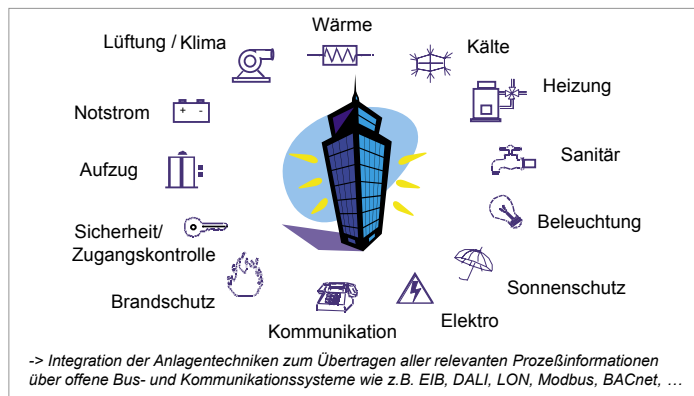 Wärme
Lüftung / Klima
Kälte
Heizung
Notstrom
+ -
Aufzug
Sanitär
Sicherheit/
Zugangskontrolle
Beleuchtung
Brandschutz
Sonnenschutz
Kommunikation
Elektro
-> Integration der Anlagentechniken zum Übertragen aller relevanten Prozeßinformationen
über offene Bus- und Kommunikationssysteme wie z.B. EIB, DALI, LON, Modbus, BACnet, …